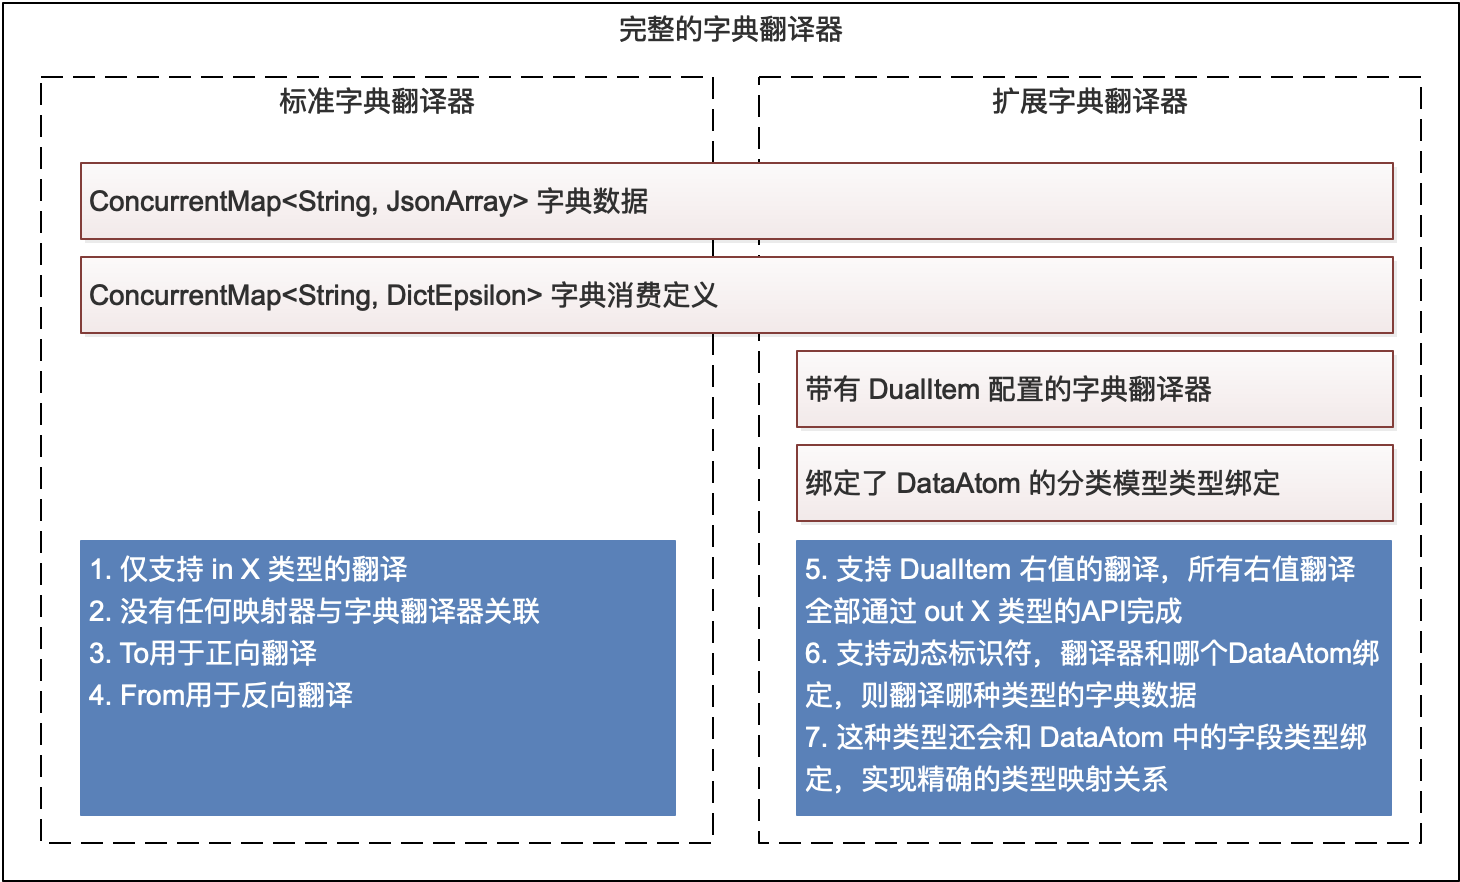 完整的字典翻译器
标准字典翻译器
扩展字典翻译器
ConcurrentMap<String, JsonArray> 字典数据
ConcurrentMap<String, DictEpsilon> 字典消费定义
带有 DualItem 配置的字典翻译器
绑定了 DataAtom 的分类模型类型绑定
1. 仅支持 in X 类型的翻译
2. 没有任何映射器与字典翻译器关联
3. To用于正向翻译
4. From用于反向翻译
5. 支持 DualItem 右值的翻译，所有右值翻译
全部通过 out X 类型的API完成
6. 支持动态标识符，翻译器和哪个DataAtom绑
定，则翻译哪种类型的字典数据
7. 这种类型还会和 DataAtom 中的字段类型绑
定，实现精确的类型映射关系